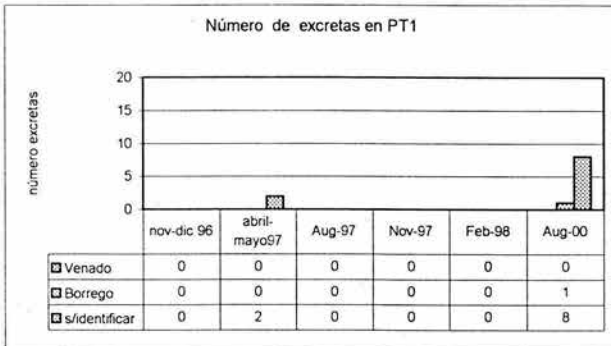 Número de excretas en PT1
número excretas
20
15
10
5
0
nov-dic 96 abril-mayo97 Aug-97 Nov-97 Feb-98 Aug-00
Venado 0 0 0 0 0 0
Borrego 0 0 0 0 0 1
s/identificar 0 2 0 0 0 8